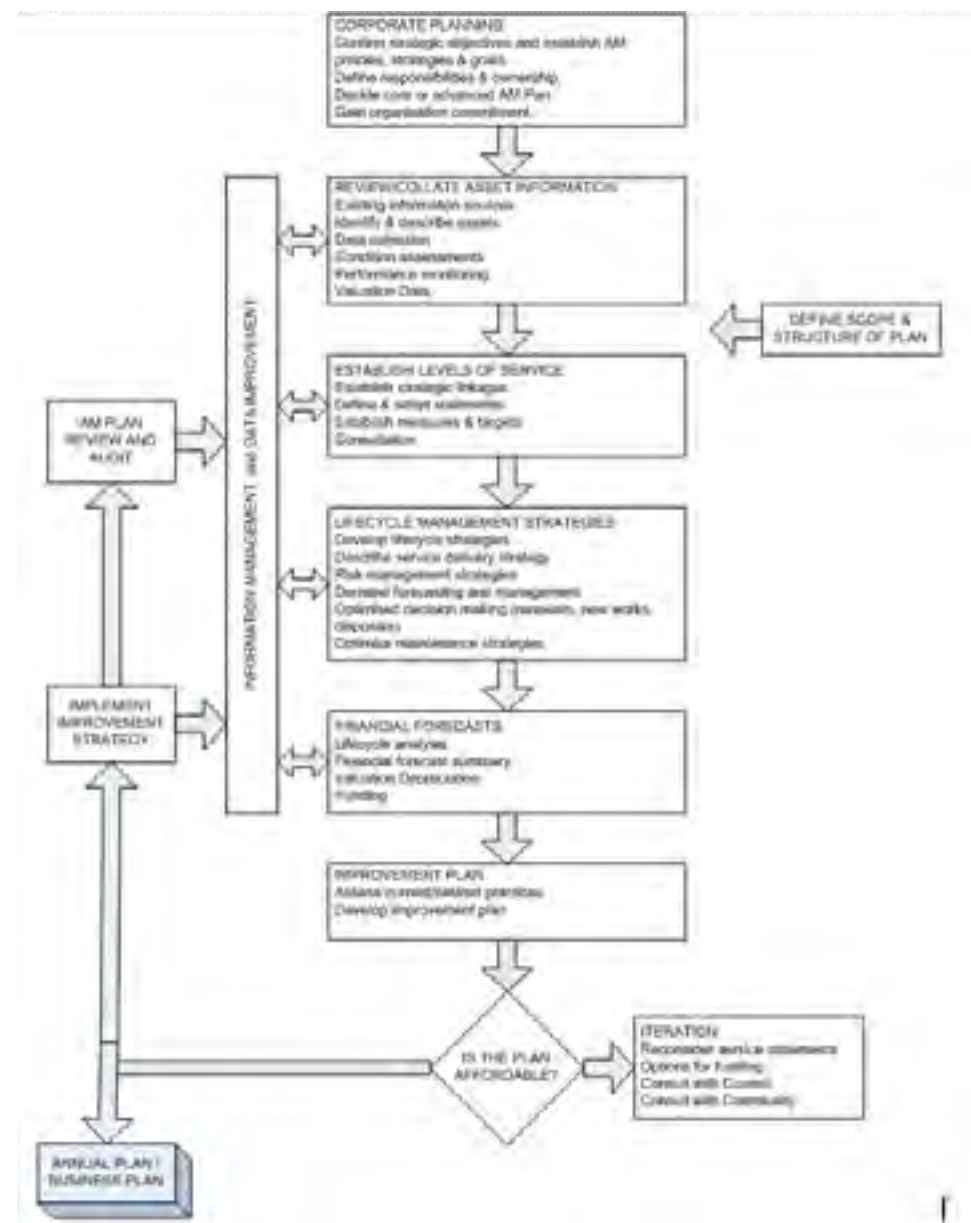 CORPORATE PLANNING
Confirm strategic objectives and establish AM
policies, strategies & goals
Define responsibilities & ownership
Decide core or advanced AM Plan
Gain organisation commitment
REVIEW/COLLATE ASSET INFORMATION
Existing information sources
Identify & describe assets
Data collection
Condition assessments
Performance monitoring
Valuation Data
DEFINE SCOPE &
STRUCTURE OF PLAN
INFORMATION MANAGEMENT and DATA IMPROVEMENT
ESTABLISH LEVELS OF SERVICE
Establish strategic linkages
Define & adopt statements
Establish measures & targets
Consultation
AM PLAN
REVIEW AND
AUDIT
LIFECYCLE MANAGEMENT STRATEGIES
Develop lifecycle strategies
Describe service delivery strategy
Risk management strategies
Demand forecasting and management
Optimised decision making (renewals, new works,
disposals)
Optimise maintenance strategies
IMPLEMENT
IMPROVEMENT
STRATEGY
FINANCIAL FORECASTS
Lifecycle analysis
Financial forecast summary
Valuation Depreciation
Funding
IMPROVEMENT PLAN
Assess current/desired practices
Develop improvement plan
IS THE PLAN
AFFORDABLE?
ITERATION
Reconsider service statements
Options for funding
Consult with Council
Consult with Community
ANNUAL PLAN /
BUSINESS PLAN